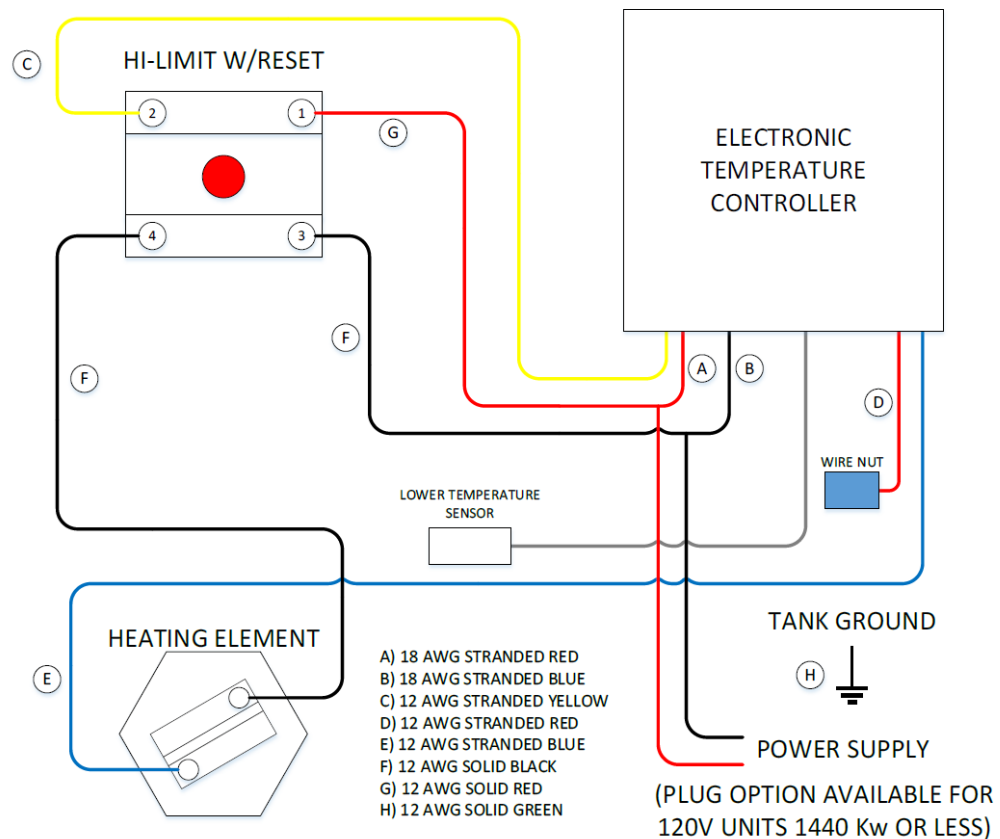 C
HI-LIMIT W/RESET
2
1
G
4
3
F
F
ELECTRONIC
TEMPERATURE
CONTROLLER
A
B
D
WIRE NUT
LOWER TEMPERATURE
SENSOR
HEATING ELEMENT
E
A) 18 AWG STRANDED RED
B) 18 AWG STRANDED BLUE
C) 12 AWG STRANDED YELLOW
D) 12 AWG STRANDED RED
E) 12 AWG STRANDED BLUE
F) 12 AWG SOLID BLACK
G) 12 AWG SOLID RED
H) 12 AWG SOLID GREEN
TANK GROUND
H
POWER SUPPLY
(PLUG OPTION AVAILABLE FOR
120V UNITS 1440 Kw OR LESS)